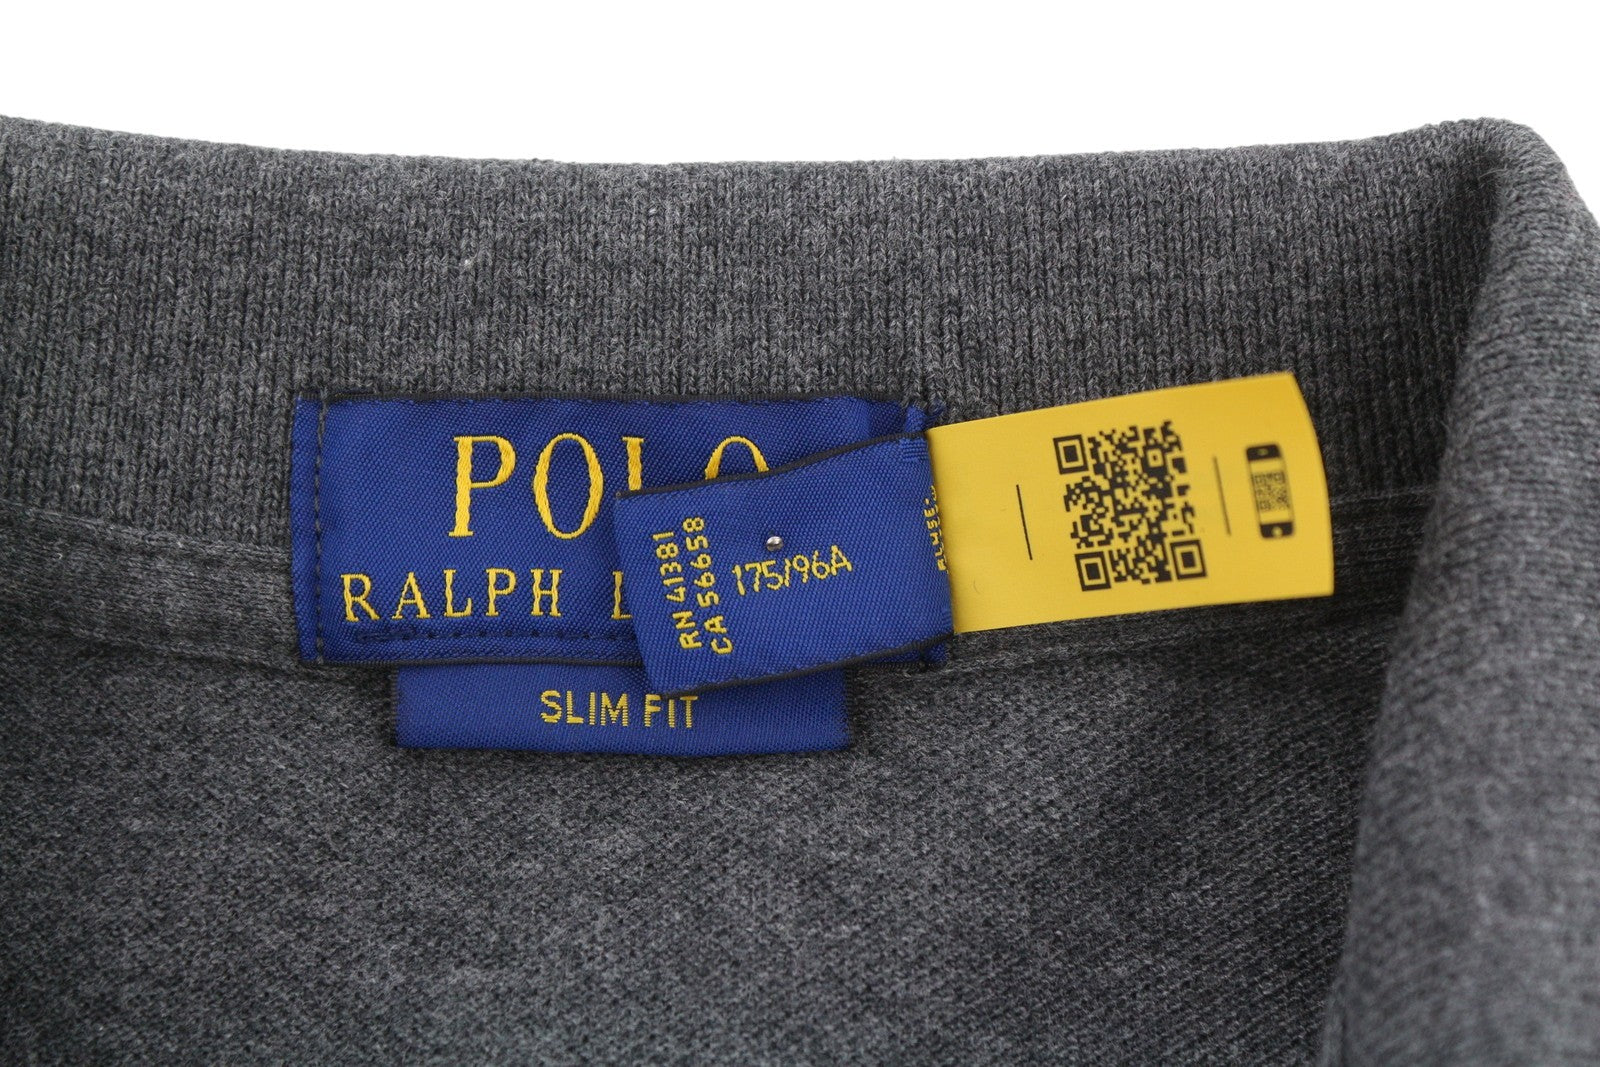 POLO
RALPH L
RN 41381
CA 56658
175/96A
SLIM FIT